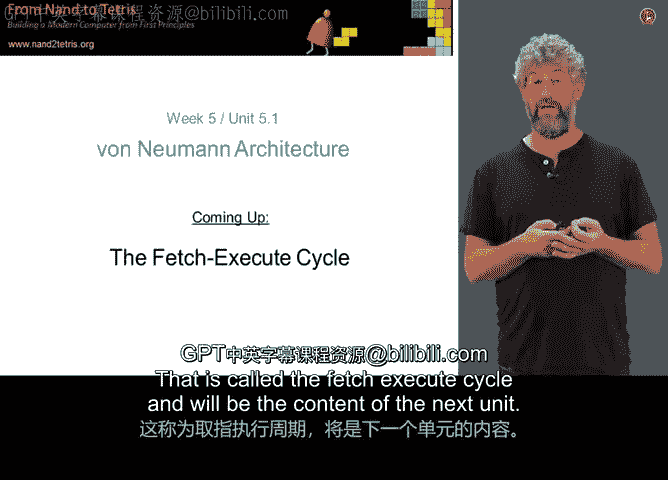 From Nand to Tetris
GPT中英字幕课程资源@bilibili.com
Building a Modern Computer from First Principles
www.nand2tetris.org
Week 5 / Unit 5.1
von Neumann Architecture
Coming Up:
The Fetch-Execute Cycle
GPT中英字幕课程资源@bilibili.com
That is called the fetch execute cycle
and will be the content of the next unit.
这称为取指执行周期，将是下一个单元的内容。